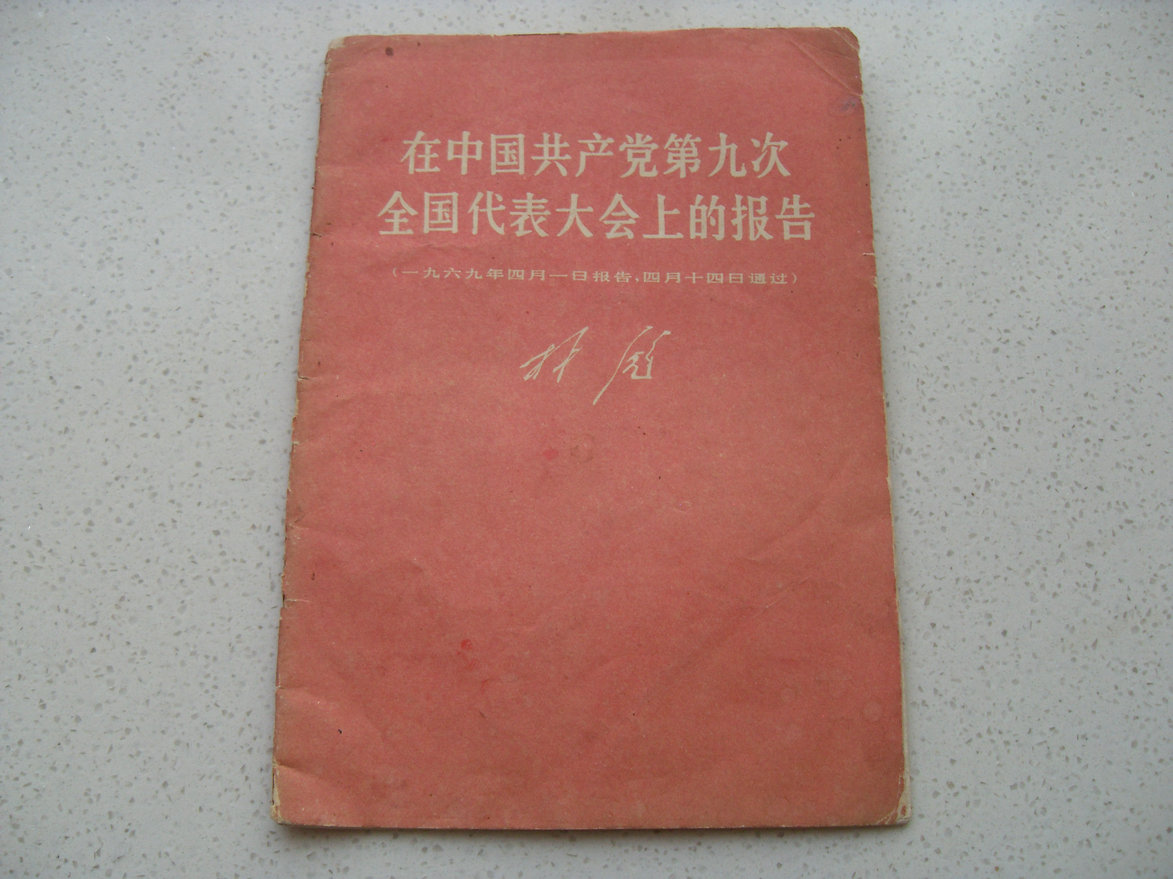 在中国共产党第九次
全国代表大会上的报告
（一九六九年四月一日报告，四月十四日通过）
林彪